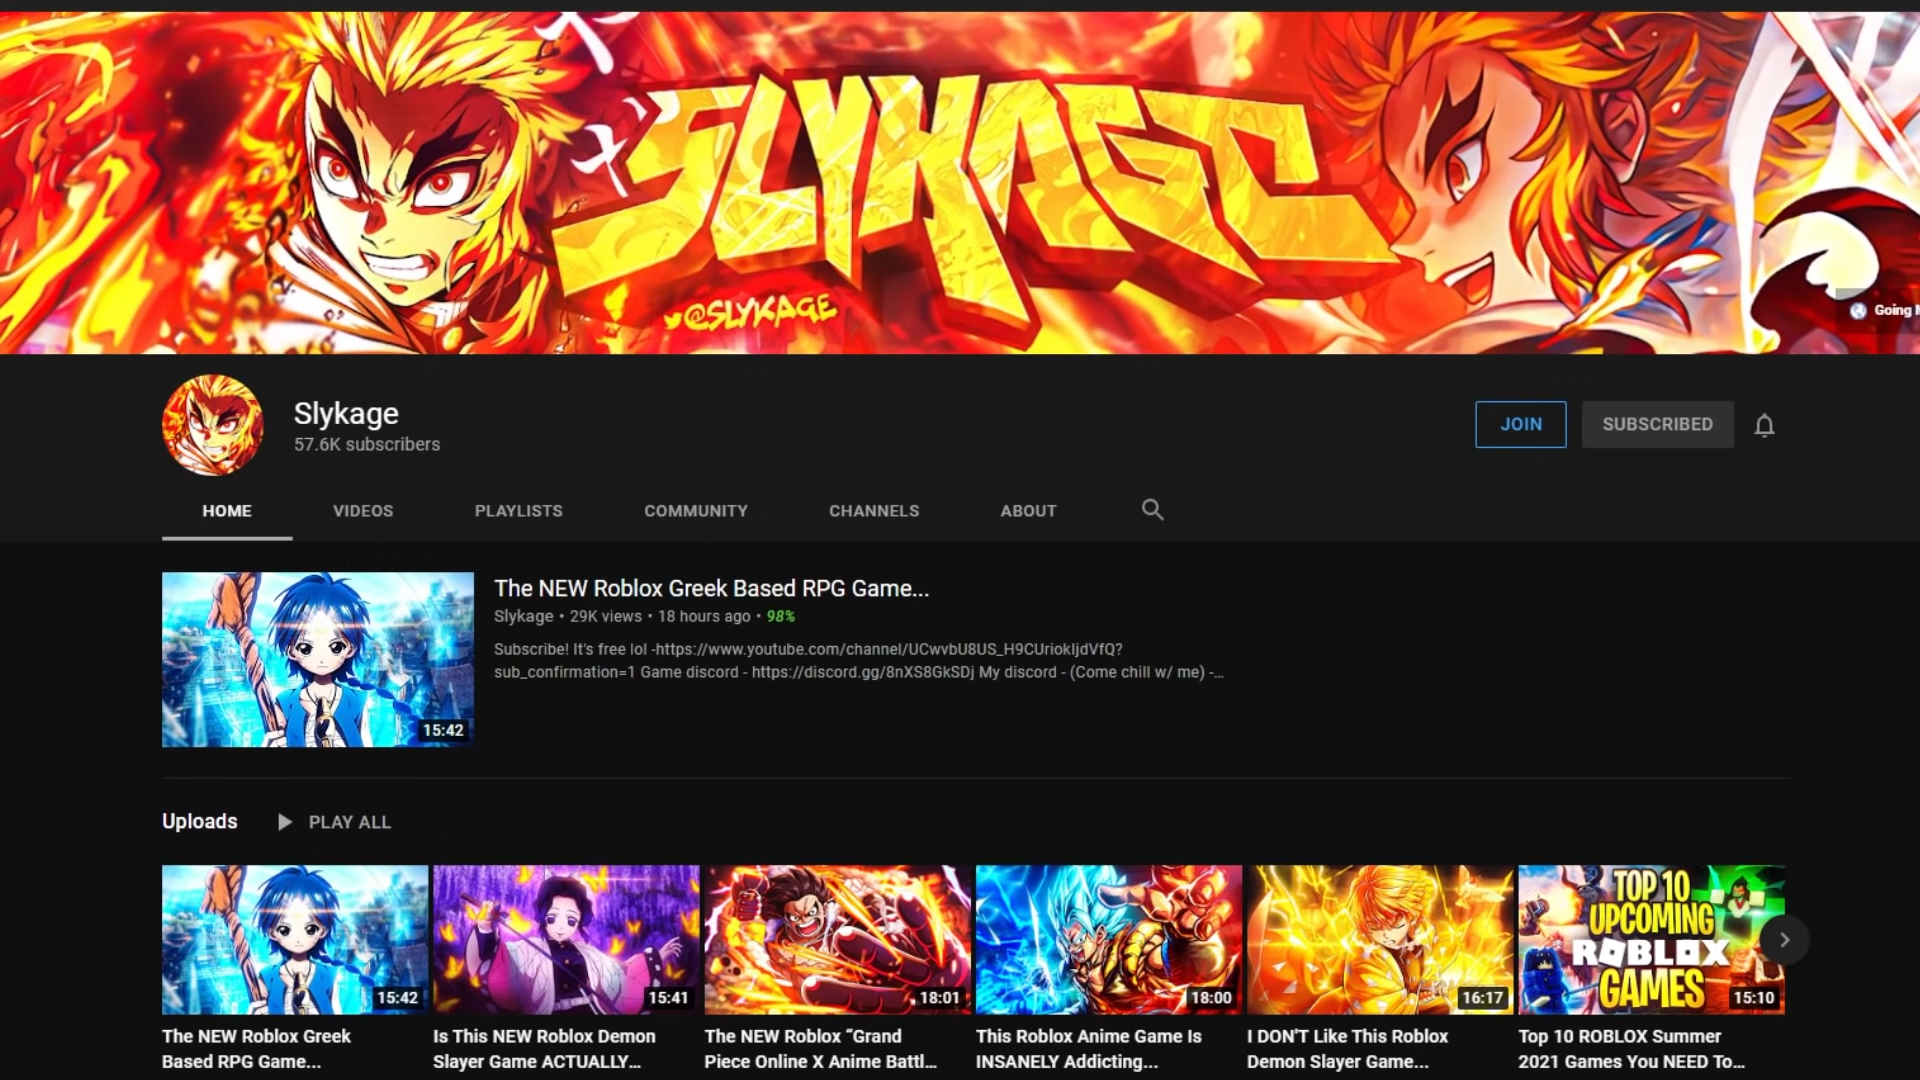 SLYKAGE
@SLYKAGE
Going
Slykage
57.6K subscribers
JOIN
SUBSCRIBED
HOME
VIDEOS
PLAYLISTS
COMMUNITY
CHANNELS
ABOUT
The NEW Roblox Greek Based RPG Game...
Slykage • 29K views • 18 hours ago • 98%
Subscribe! It's free lol -https://www.youtube.com/channel/UCwvbU8US_H9CUriokIjdVfQ?
sub_confirmation=1 Game discord - https://discord.gg/8nXS8GkSDj My discord - (Come chill w/ me) -...
15:42
Uploads
PLAY ALL
15:42
15:41
18:01
18:00
16:17
TOP 10
UPCOMING
ROBLOX
GAMES
15:10
The NEW Roblox Greek
Based RPG Game...
Is This NEW Roblox Demon
Slayer Game ACTUALLY...
The NEW Roblox “Grand
Piece Online X Anime Battl...
This Roblox Anime Game Is
INSANELY Addicting...
I DON'T Like This Roblox
Demon Slayer Game...
Top 10 ROBLOX Summer
2021 Games You NEED To...